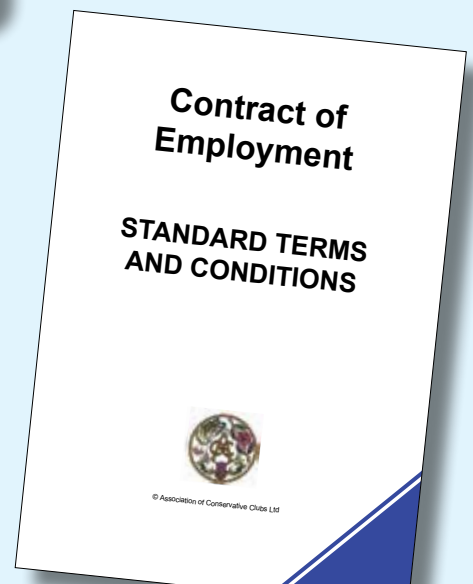 Contract of
Employment
STANDARD TERMS
AND CONDITIONS
© Association of Conservative Clubs Ltd